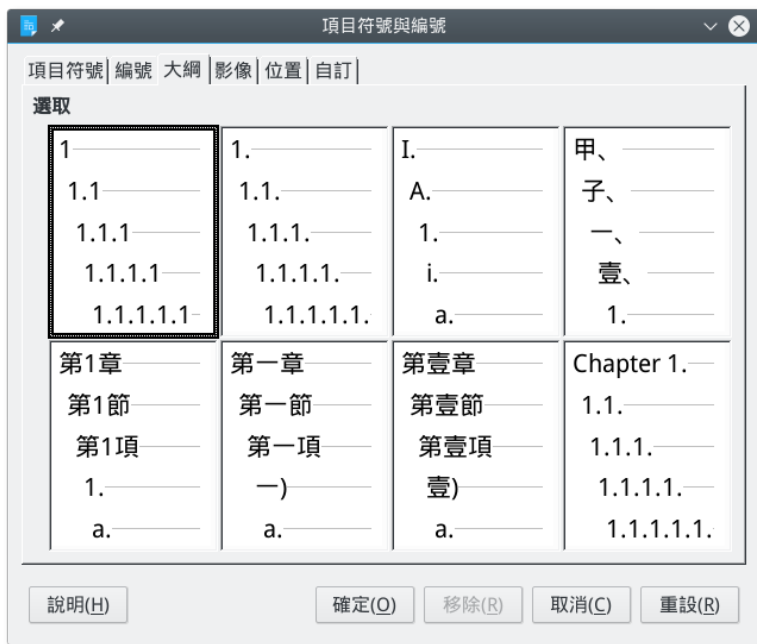 項目符號與編號
項目符號 編號 大綱 影像 位置 自訂
選取
1
1.1
1.1.1
1.1.1.1
1.1.1.1.1
1.
1.1.
1.1.1.
1.1.1.1.
1.1.1.1.1.
I.
A.
1.
i.
a.
甲、
子、
一、
壹、
1.
第1章
第1節
第1項
1.
a.
第一章
第一節
第一項
一)
a.
第壹章
第壹節
第壹項
壹)
a.
Chapter 1.
1.1.
1.1.1.
1.1.1.1.
1.1.1.1.1.
說明(H) 確定(O) 移除(R) 取消(C) 重設(R)